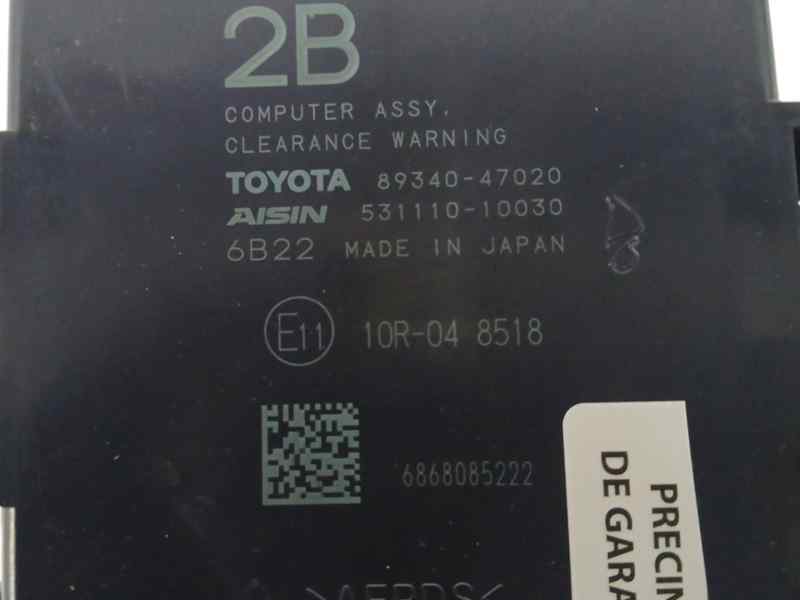 2B
COMPUTER ASSY,
CLEARANCE WARNING
TOYOTA 89340-47020
AISIN 531110-10030
6B22 MADE IN JAPAN
E11 10R-04 8518
6868085222
PRECIN
DE GARA